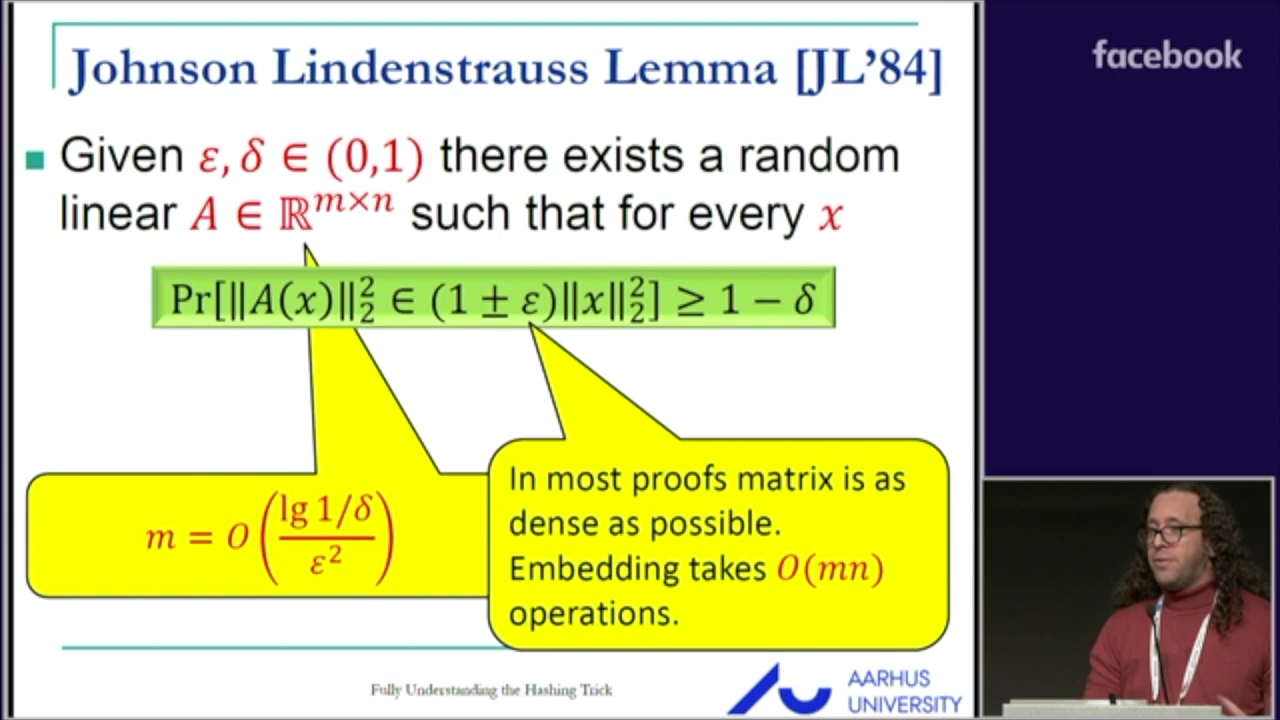 Johnson Lindenstrauss Lemma [JL’84]
facebook
Given ε, δ ∈ (0,1) there exists a random
linear A ∈ ℝ^{m×n} such that for every x
Pr[‖A(x)‖₂² ∈ (1 ± ε)‖x‖₂²] ≥ 1 − δ
m = O((lg 1/δ)/ε²)
In most proofs matrix is as
dense as possible.
Embedding takes O(mn)
operations.
Fully Understanding the Hashing Trick
AARHUS
UNIVERSITY